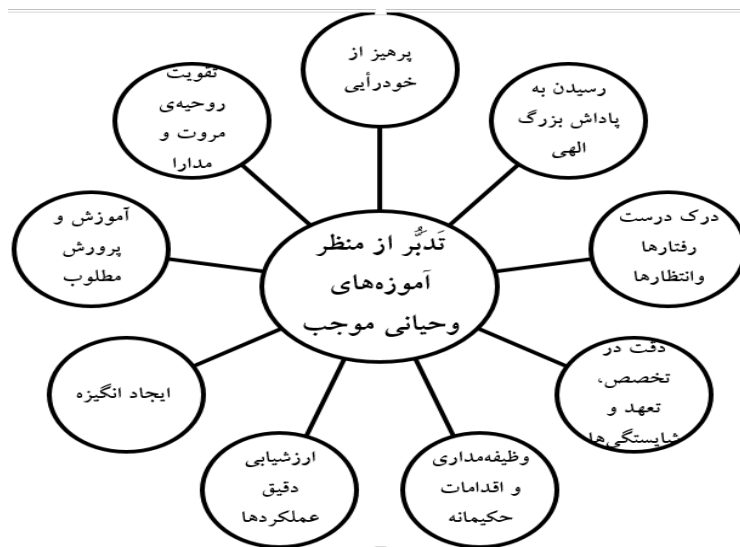 تَدبُّر از منظر
آموزه‌های
وحیانی موجب
پرهیز از
خودرأیی
رسیدن به
پاداش بزرگ
الهی
درک درست
رفتارها
وانتظارها
دقت در
تخصص،
تعهد و
شایستگی‌ها
وظیفه‌مداری
و اقدامات
حکیمانه
ارزشیابی
دقیق
عملکردها
ایجاد انگیزه
آموزش و
پرورش
مطلوب
تقویت
روحیه‌ی
مروت و
مدارا